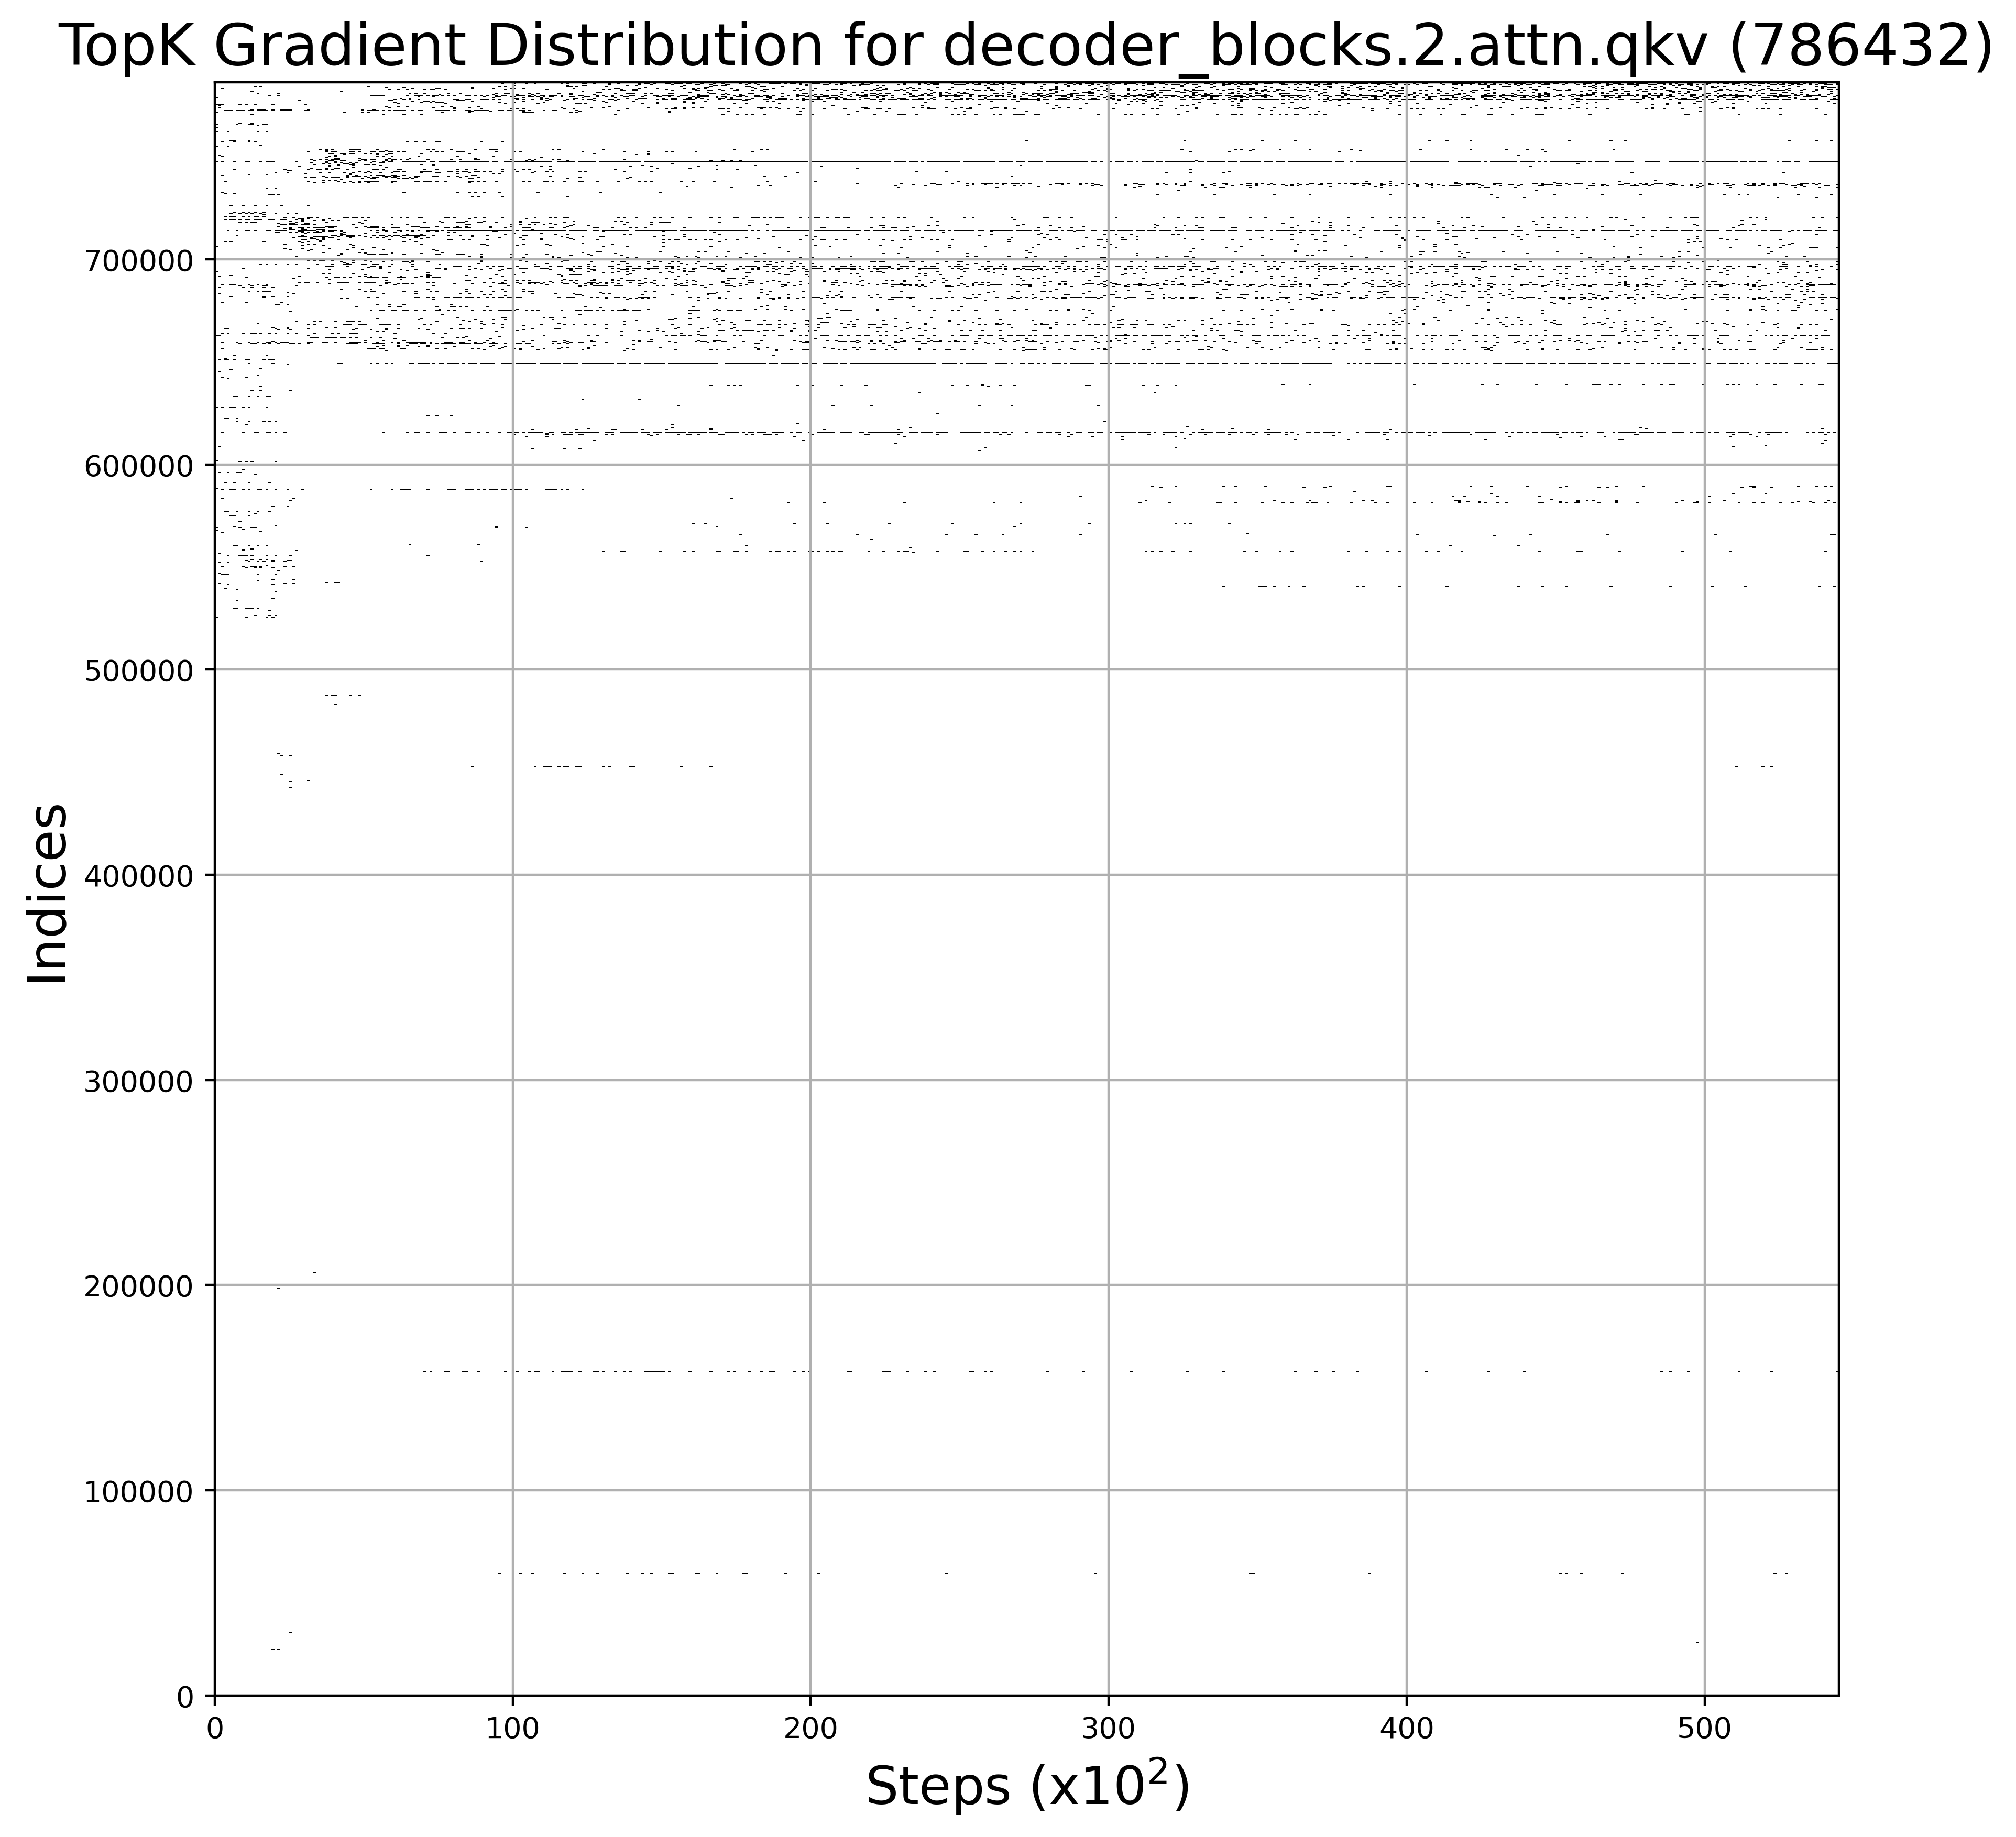 TopK Gradient Distribution for decoder_blocks.2.attn.qkv (786432)
700000
600000
500000
400000
300000
200000
100000
0
Indices
0 100 200 300 400 500
Steps (x10²)